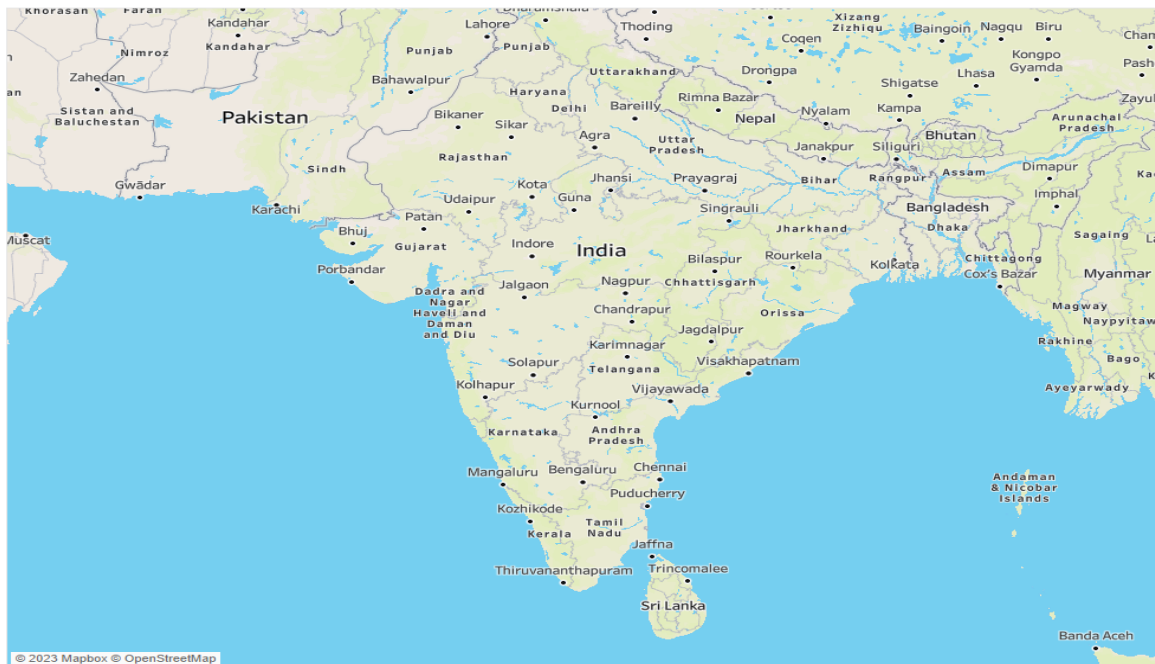 Khorasan
Farah
Kandahar
Kandahar
Nimroz
Zahedan
Sistan and
Baluchestan
Pakistan
Gwădar
Karachi
Sindh
Bahawalpur
Punjab
Lahore
Punjab
Dharamshala
Thoding
Coqen
Xizang
Zizhiqu
Baingoin
Nagqu
Biru
Kongpo
Gyamda
Lhasa
Shigatse
Kampa
Drongpa
Nyalam
Uttarakhand
Haryana
Delhi
Bareilly
Rimna Bazar
Nepal
Janakpur
Siliguri
Bhutan
Arunachal
Pradesh
Bikaner
Sikar
Agra
Uttar
Pradesh
Rajasthan
Kota
Jhansi
Prayagraj
Bihar
Rangpur
Assam
Dimapur
Imphal
Udaipur
Guna
Singrauli
Bangladesh
Dhaka
Patan
Bhuj
Gujarat
Indore
India
Jharkhand
Bilaspur
Rourkela
Kolkata
Chittagong
Cox's Bazar
Sagaing
Myanmar
Muscat
Porbandar
Jalgaon
Nagpur
Chhattisgarh
Dadra and
Nagar
Haveli and
Daman
and Diu
Chandrapur
Orissa
Magway
Naypyitaw
Rakhine
Bago
Ayeyarwady
Jagdalpur
Karimnagar
Telangana
Visakhapatnam
Solapur
Kolhapur
Vijayawada
Kurnool
Karnataka
Andhra
Pradesh
Mangaluru
Bengaluru
Chennai
Puducherry
Kozhikode
Kerala
Tamil
Nadu
Andaman
& Nicobar
Islands
Jaffna
Thiruvananthapuram
Trincomalee
Sri Lanka
Banda Aceh
© 2023 Mapbox © OpenStreetMap